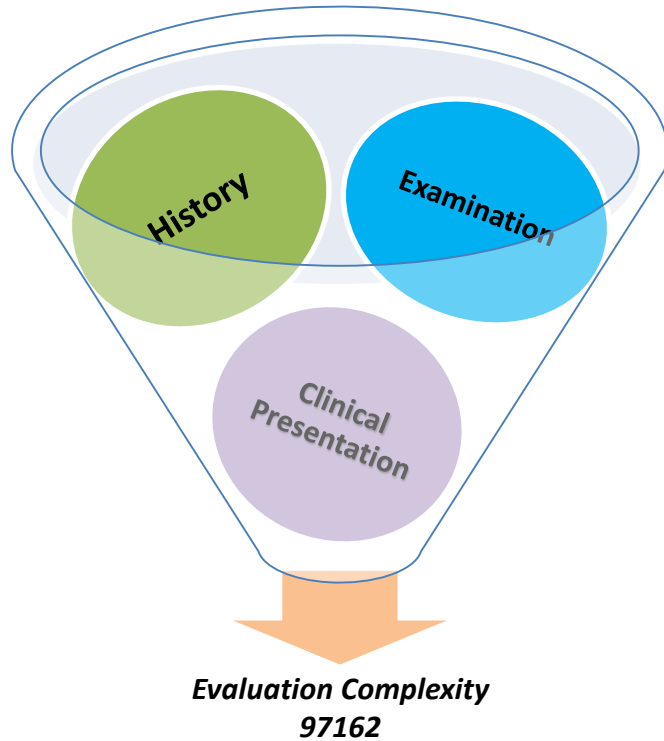 History
Examination
Clinical
Presentation
Evaluation Complexity
97162